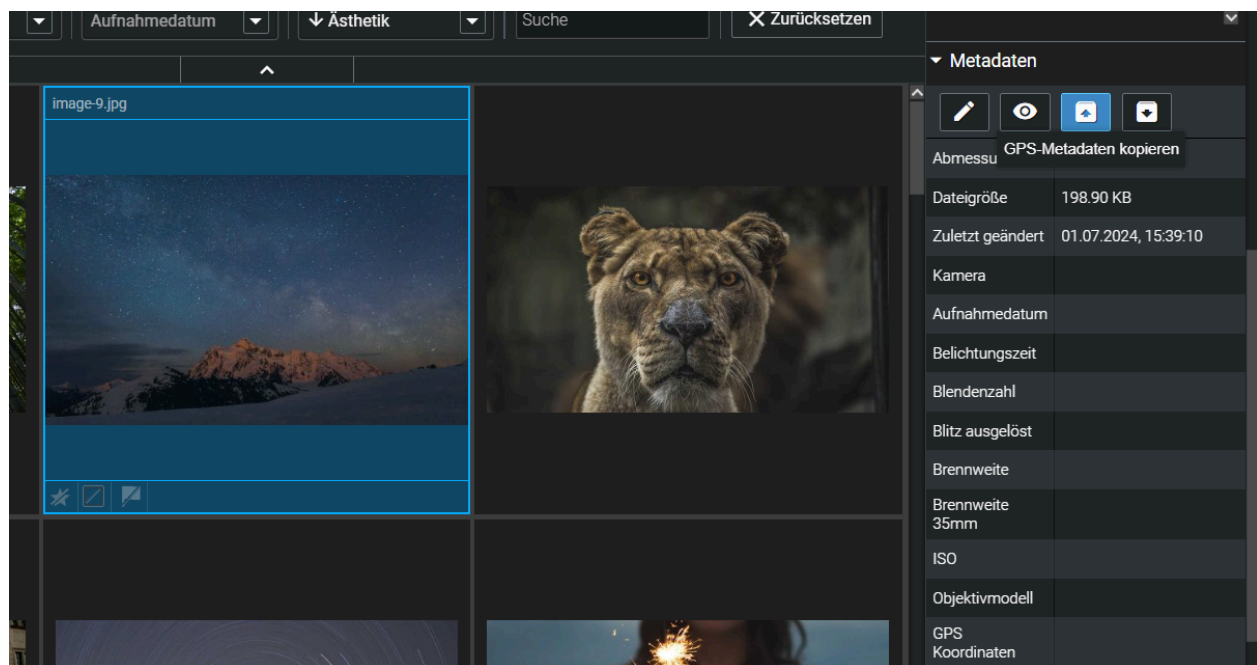 Aufnahmedatum
Ästhetik
Suche
Zurücksetzen
Metadaten
image-9.jpg
GPS-Metadaten kopieren
Dateigröße 198.90 KB
Zuletzt geändert 01.07.2024, 15:39:10
Kamera
Aufnahmedatum
Belichtungszeit
Blendenzahl
Blitz ausgelöst
Brennweite
Brennweite
35mm
ISO
Objektivmodell
GPS
Koordinaten